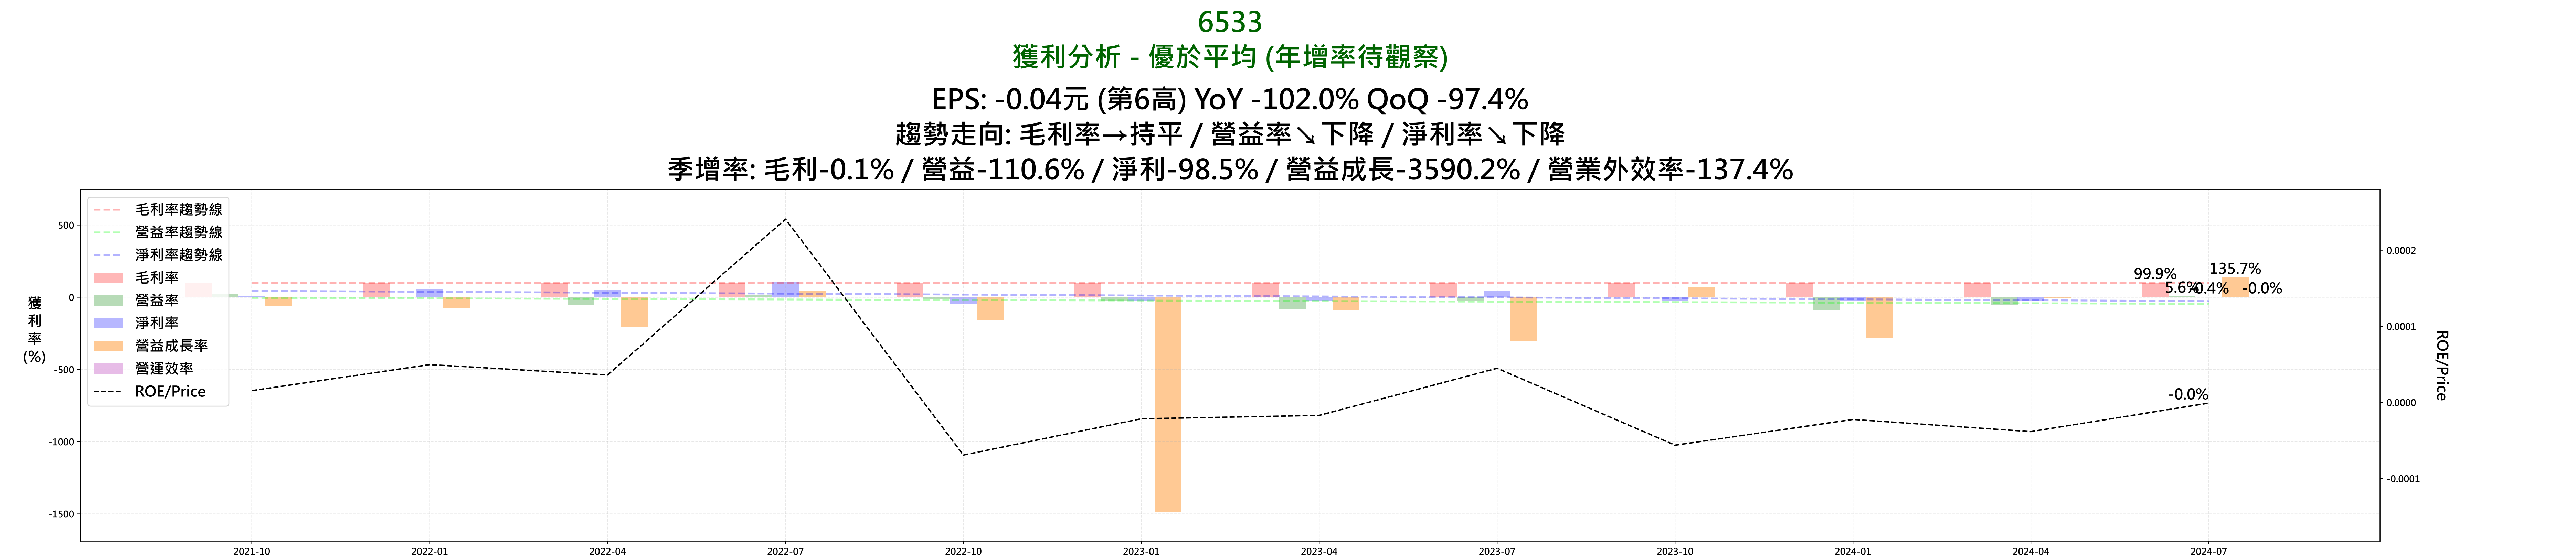 6533
獲利分析 - 優於平均 (年增率待觀察)
EPS: -0.04元 (第6高) YoY -102.0% QoQ -97.4%
趨勢走向: 毛利率→持平 / 營益率↘下降 / 淨利率↘下降
季增率: 毛利-0.1% / 營益-110.6% / 淨利-98.5% / 營益成長-3590.2% / 營業外效率-137.4%
獲
利
率
(%)
500
0
-500
-1000
-1500
毛利率趨勢線
營益率趨勢線
淨利率趨勢線
毛利率
營益率
淨利率
營益成長率
營運效率
ROE/Price
99.9%
135.7%
5.6%
0.4%
-0.0%
-0.0%
0.0002
0.0001
0.0000
-0.0001
ROE/Price
2021-10
2022-01
2022-04
2022-07
2022-10
2023-01
2023-04
2023-07
2023-10
2024-01
2024-04
2024-07